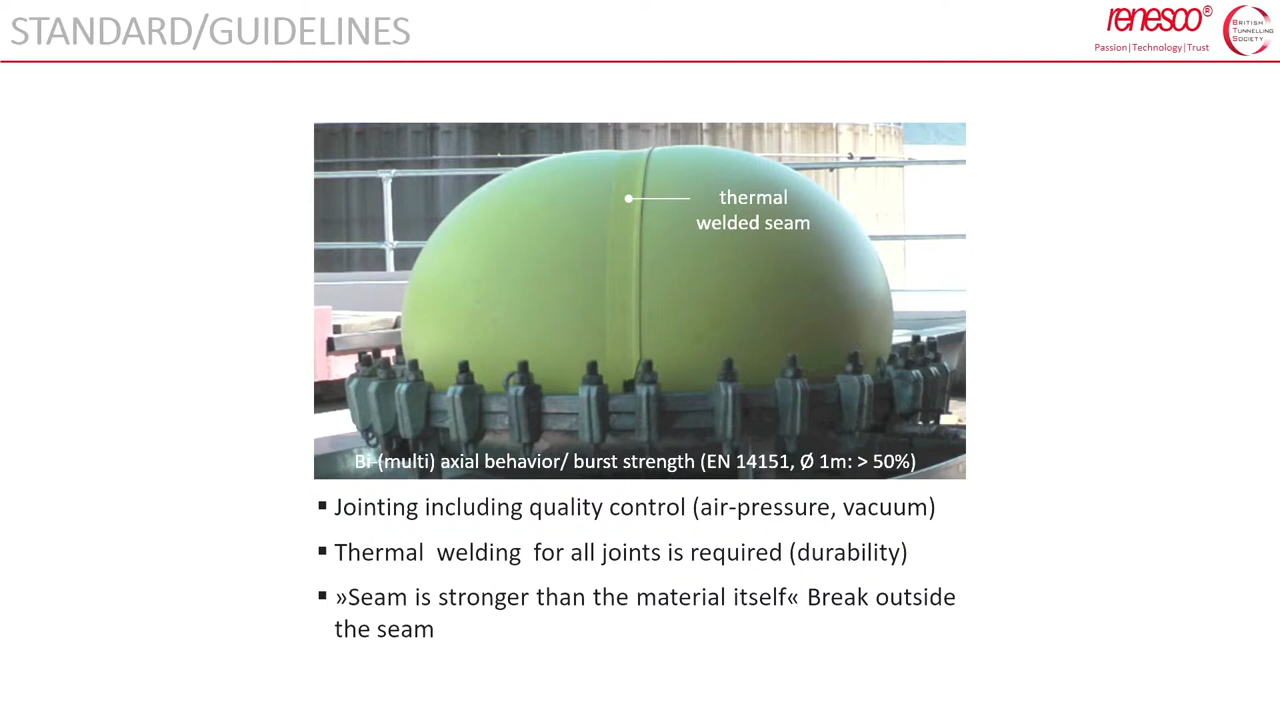 STANDARD/GUIDELINES
renesco®
Passion|Technology|Trust
BRITISH
TUNNELLING
SOCIETY
thermal
welded seam
Bi-(multi) axial behavior/ burst strength (EN 14151, Ø 1m: > 50%)
▪ Jointing including quality control (air-pressure, vacuum)
▪ Thermal welding for all joints is required (durability)
▪ »Seam is stronger than the material itself« Break outside
the seam